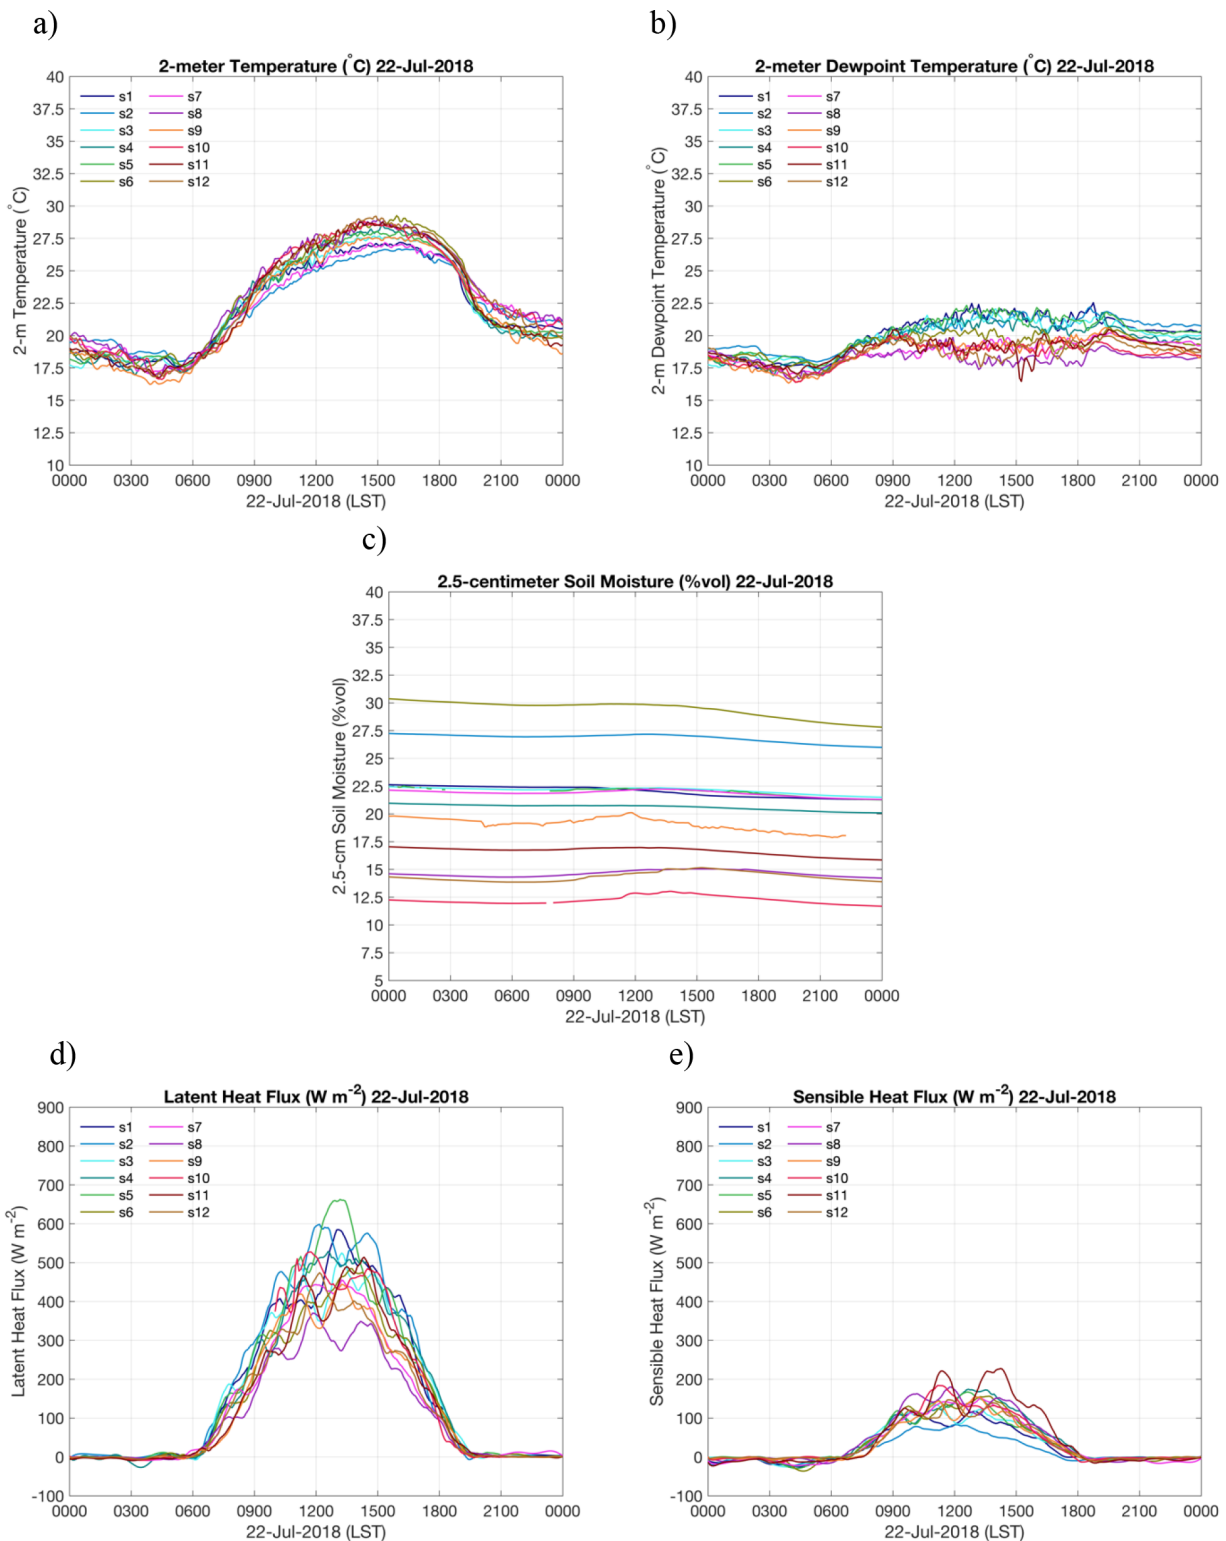 a)
2-meter Temperature (°C) 22-Jul-2018
40
37.5
35
32.5
30
27.5
25
22.5
20
17.5
15
12.5
10
2-m Temperature (°C)
s1 s7
s2 s8
s3 s9
s4 s10
s5 s11
s6 s12
0000 0300 0600 0900 1200 1500 1800 2100 0000
22-Jul-2018 (LST)
b)
2-meter Dewpoint Temperature (°C) 22-Jul-2018
40
37.5
35
32.5
30
27.5
25
22.5
20
17.5
15
12.5
10
2-m Dewpoint Temperature (°C)
s1 s7
s2 s8
s3 s9
s4 s10
s5 s11
s6 s12
0000 0300 0600 0900 1200 1500 1800 2100 0000
22-Jul-2018 (LST)
c)
2.5-centimeter Soil Moisture (%vol) 22-Jul-2018
40
37.5
35
32.5
30
27.5
25
22.5
20
17.5
15
12.5
10
7.5
5
2.5-cm Soil Moisture (%vol)
0000 0300 0600 0900 1200 1500 1800 2100 0000
22-Jul-2018 (LST)
d)
Latent Heat Flux (W m-2) 22-Jul-2018
900
800
700
600
500
400
300
200
100
0
-100
Latent Heat Flux (W m-2)
s1 s7
s2 s8
s3 s9
s4 s10
s5 s11
s6 s12
0000 0300 0600 0900 1200 1500 1800 2100 0000
22-Jul-2018 (LST)
e)
Sensible Heat Flux (W m-2) 22-Jul-2018
900
800
700
600
500
400
300
200
100
0
-100
Sensible Heat Flux (W m-2)
s1 s7
s2 s8
s3 s9
s4 s10
s5 s11
s6 s12
0000 0300 0600 0900 1200 1500 1800 2100 0000
22-Jul-2018 (LST)